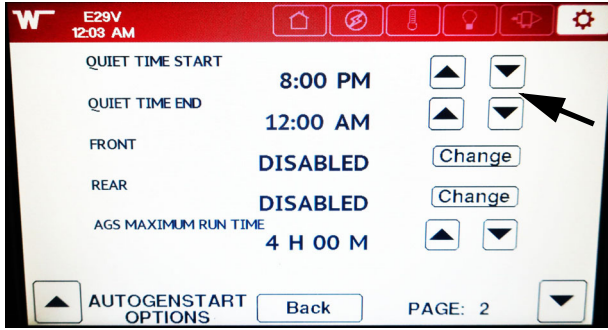 W E29V
12:03 AM
QUIET TIME START
8:00 PM
QUIET TIME END
12:00 AM
FRONT
DISABLED Change
REAR
DISABLED Change
AGS MAXIMUM RUN TIME
4 H 00 M
AUTOGENSTART
OPTIONS
Back
PAGE: 2